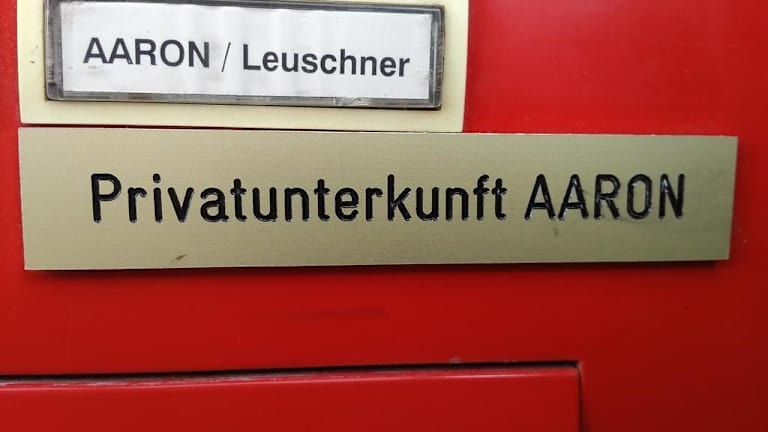 AARON / Leuschner
Privatunterkunft AARON